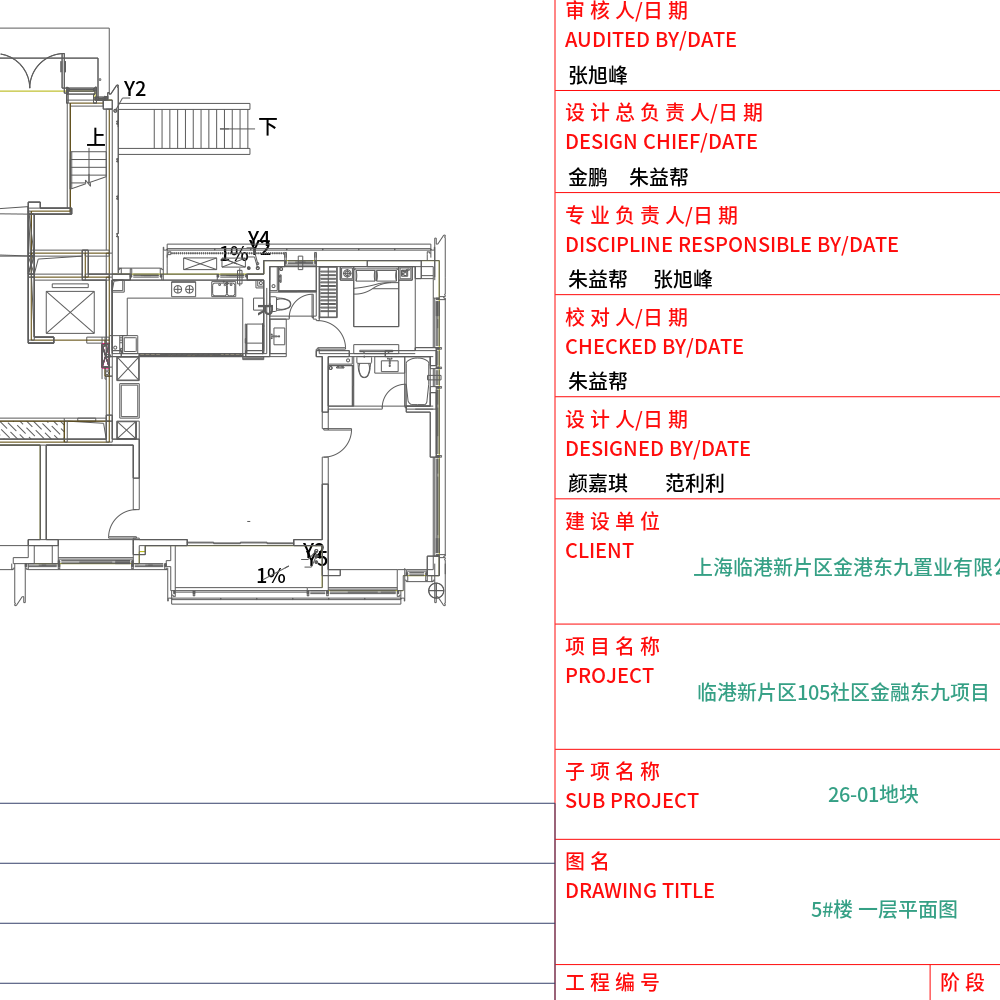 Y2
上
下
Y4
Y2
1%
Y5
1%
审 核 人/日 期
AUDITED BY/DATE
张旭峰
设 计 总 负 责 人/日 期
DESIGN CHIEF/DATE
金鹏 朱益帮
专 业 负 责 人/日 期
DISCIPLINE RESPONSIBLE BY/DATE
朱益帮 张旭峰
校 对 人/日 期
CHECKED BY/DATE
朱益帮
设 计 人/日 期
DESIGNED BY/DATE
颜嘉琪 范利利
建 设 单 位
CLIENT
上海临港新片区金港东九置业有限公
项 目 名 称
PROJECT
临港新片区105社区金融东九项目
子 项 名 称
SUB PROJECT
26-01地块
图 名
DRAWING TITLE
5#楼 一层平面图
工 程 编 号
阶 段